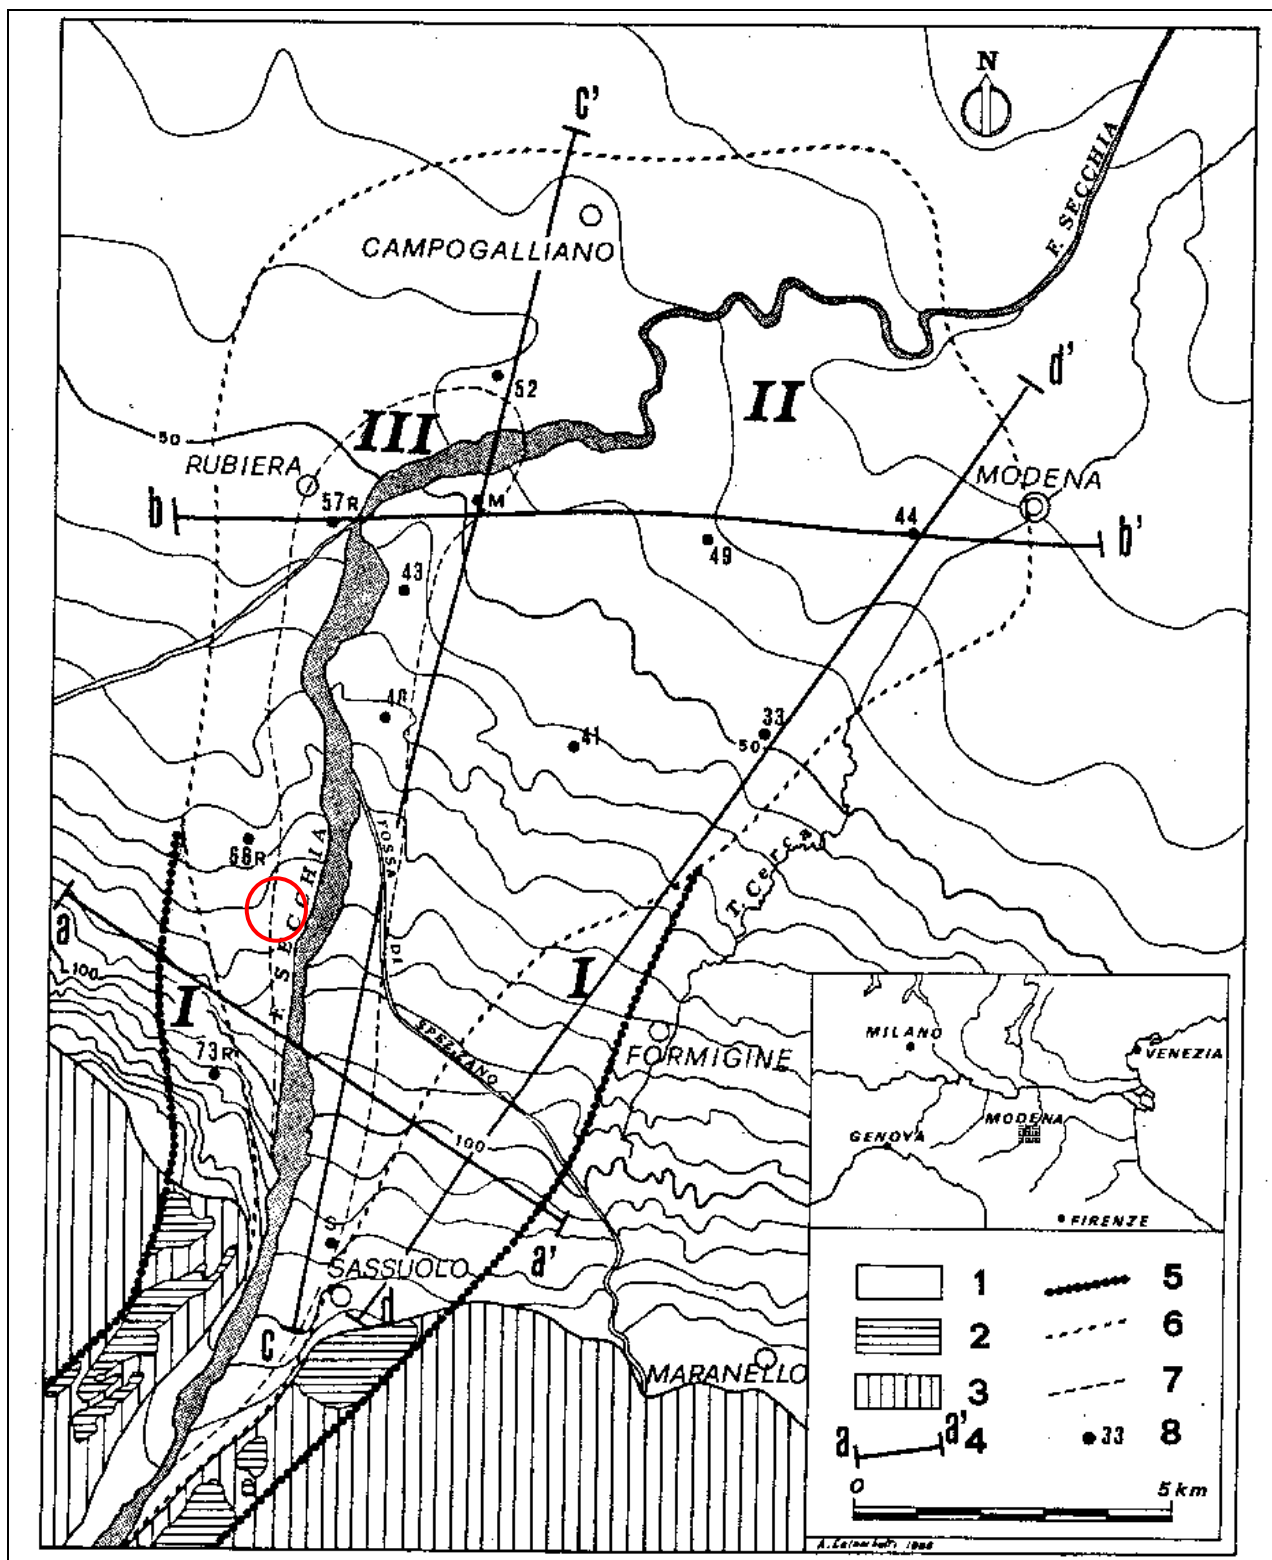 N
c'
F. SECCHIA
CAMPOGALLIANO
d'
52
II
III
50
RUBIERA
MODENA
57R
M
b
44
b'
49
43
40
41
33
50
68R
FOSSA
DI
SPEZZANO
F. SECCHIA
T. Cerca
a
100
I
I
73R
FORMIGINE
100
S
SASSUOLO
a'
d
c
MARANELLO
MILANO
VENEZIA
MODENA
GENOVA
FIRENZE
1
2
3
a a' 4
5
6
7
33 8
0 5 km